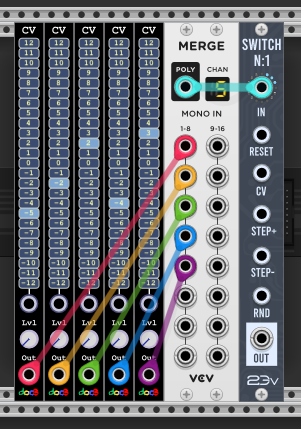 CV CV CV CV CV
12 12 12 12 12
11 11 11 11 11
10 10 10 10 10
9 9 9 9 9
8 8 8 8 8
7 7 7 7 7
6 6 6 6 6
5 5 5 5 5
4 4 4 4 4
3 3 3 3 3
2 2 2 2 2
1 1 1 1 1
0 0 0 0 0
-1 -1 -1 -1 -1
-2 -2 -2 -2 -2
-3 -3 -3 -3 -3
-4 -4 -4 -4 -4
-5 -5 -5 -5 -5
-6 -6 -6 -6 -6
-7 -7 -7 -7 -7
-8 -8 -8 -8 -8
-9 -9 -9 -9 -9
-10 -10 -10 -10 -10
-11 -11 -11 -11 -11
-12 -12 -12 -12 -12
Lvl Lvl Lvl Lvl Lvl
Out Out Out Out Out
MERGE
POLY CHAN
5
MONO IN
1-8 9-16
VCV
SWITCH
N:1
IN
RESET
CV
STEP+
STEP-
RND
OUT
23v